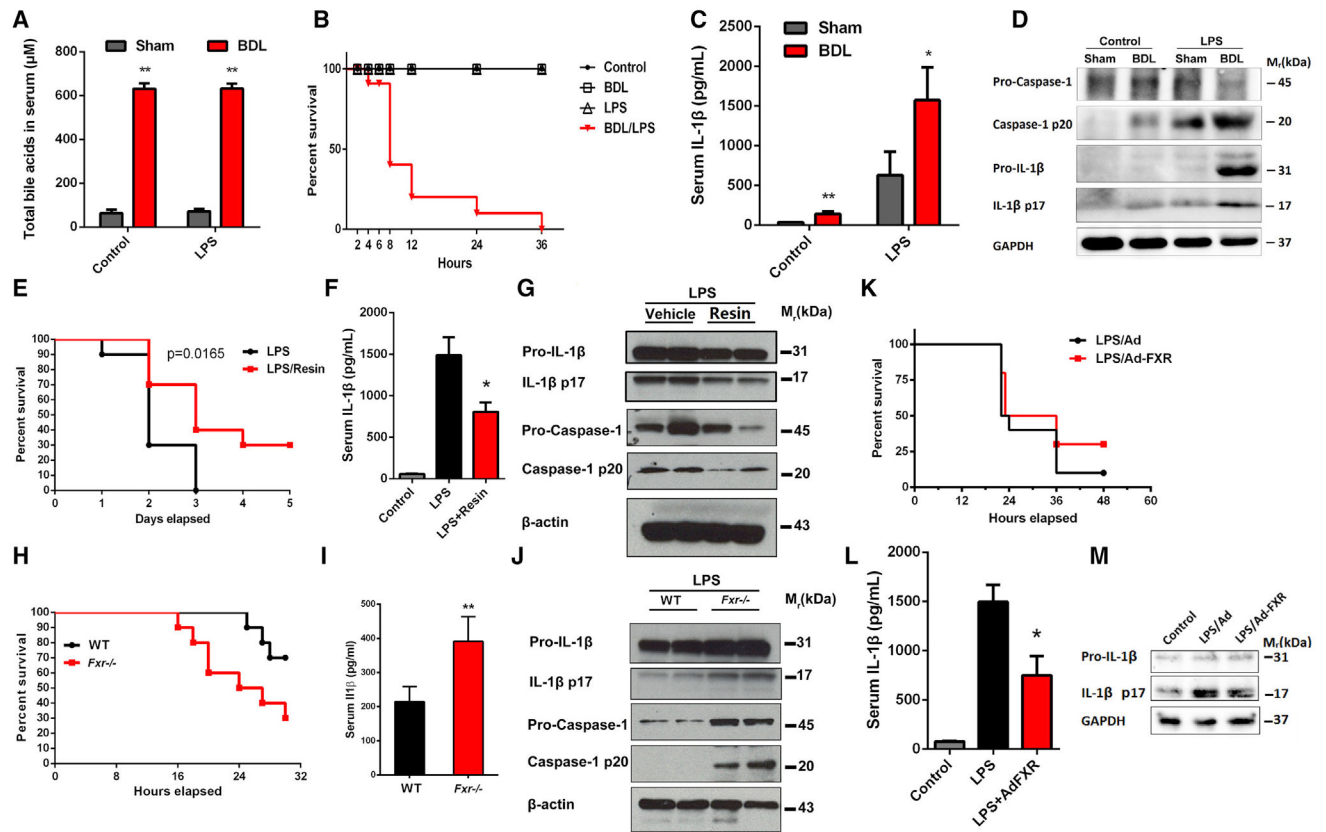 A
Sham BDL
Total bile acids in serum (µM)
800
600
400
200
0
** **
Control LPS
B
Percent survival
100
50
0
2 4 6 8 12 24 36
Hours
Control
BDL
LPS
BDL/LPS
C
Serum IL-1β (pg/mL)
2000
1500
1000
500
0
Sham
BDL
** *
Control LPS
D
Control LPS
Sham BDL Sham BDL Mr(kDa)
Pro-Caspase-1 45
Caspase-1 p20 20
Pro-IL-1β 31
IL-1β p17 17
GAPDH 37
E
Percent survival
100
90
80
70
60
50
40
30
20
10
0
0 1 2 3 4 5
Days elapsed
p=0.0165
LPS
LPS/Resin
F
Serum IL-1β (pg/mL)
2000
1500
1000
500
0
*
Control LPS LPS+Resin
G
LPS
Vehicle Resin Mr(kDa)
Pro-IL-1β 31
IL-1β p17 17
Pro-Caspase-1 45
Caspase-1 p20 20
β-actin 43
K
Percent survival
100
75
50
25
0
0 12 24 36 48 60
Hours elapsed
LPS/Ad
LPS/Ad-FXR
H
Percent survival
100
90
80
70
60
50
40
30
20
10
0
0 8 16 24 32
Hours elapsed
WT
Fxr-/-
I
Serum Il1β (pg/ml)
500
400
300
200
100
0
**
WT Fxr-/-
J
LPS
WT Fxr-/- Mr(kDa)
Pro-IL-1β 31
IL-1β p17 17
Pro-Caspase-1 45
Caspase-1 p20 20
β-actin 43
L
Serum IL-1β (pg/mL)
2000
1500
1000
500
0
*
Control LPS LPS+AdFXR
M
Control LPS/Ad LPS/Ad-FXR
Mr(kDa)
Pro-IL-1β 31
IL-1β p17 17
GAPDH 37